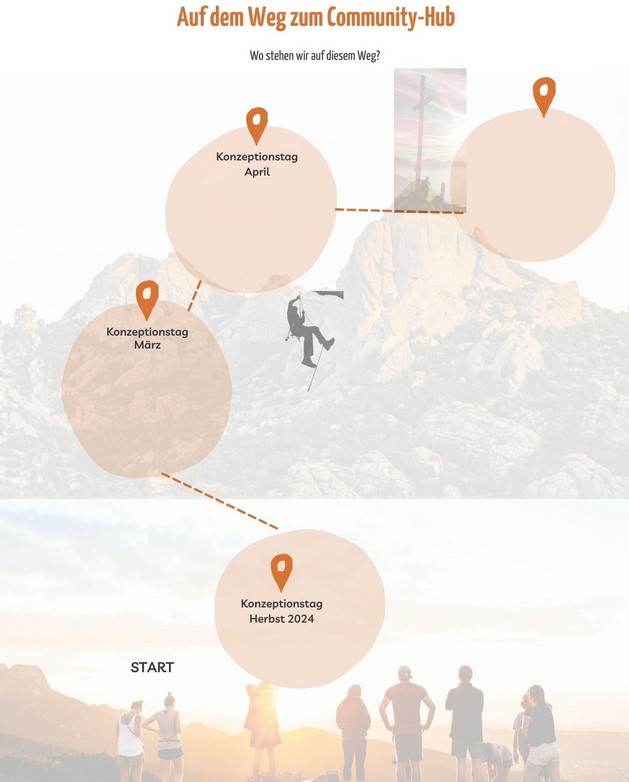 Auf dem Weg zum Community-Hub
Wo stehen wir auf diesem Weg?
Konzeptionstag
April
Konzeptionstag
März
Konzeptionstag
Herbst 2024
START